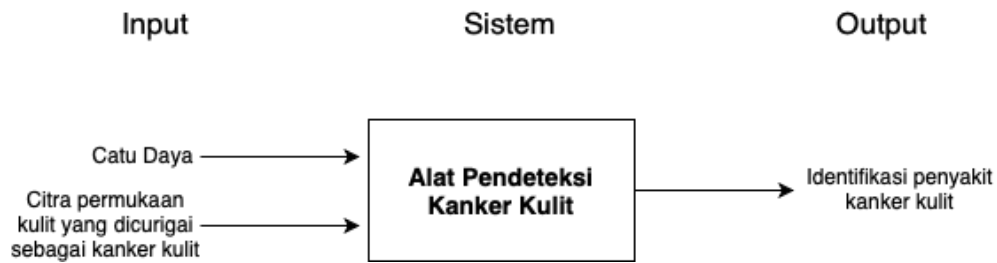 Input
Sistem
Output
Catu Daya
Citra permukaan
kulit yang dicurigai
sebagai kanker kulit
Alat Pendeteksi
Kanker Kulit
Identifikasi penyakit
kanker kulit